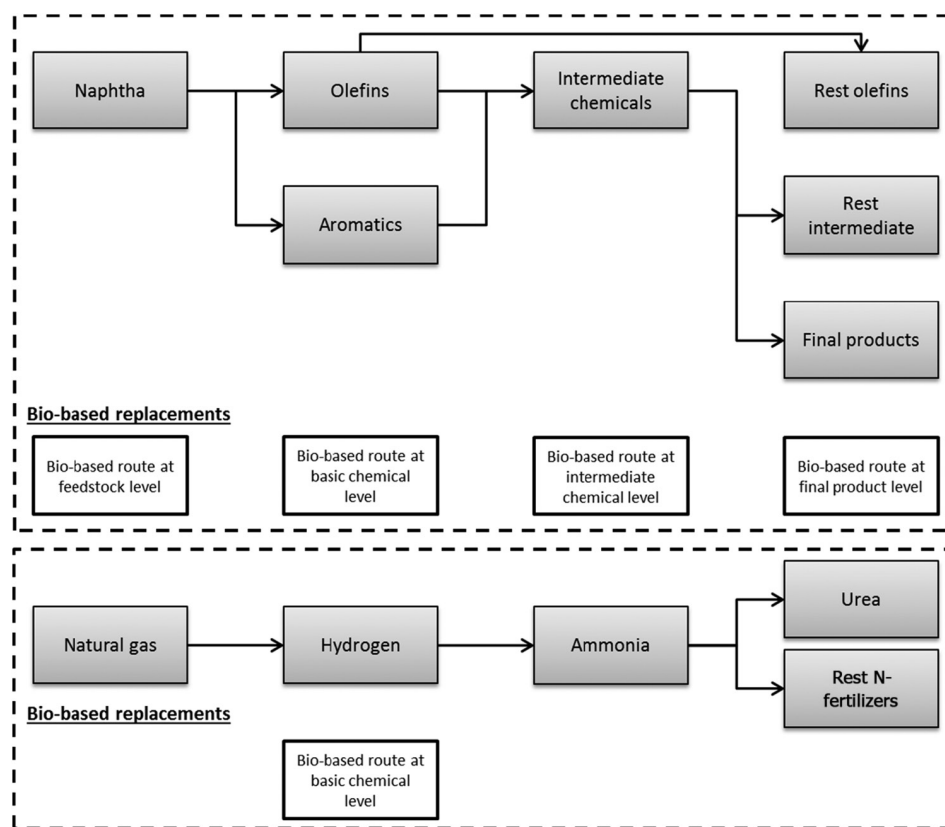 Naphtha
Olefins
Intermediate
chemicals
Rest olefins
Aromatics
Rest
intermediate
Final products
Bio-based replacements
Bio-based route at
feedstock level
Bio-based route at
basic chemical
level
Bio-based route at
intermediate
chemical level
Bio-based route at
final product level
Natural gas
Hydrogen
Ammonia
Urea
Rest N-
fertilizers
Bio-based replacements
Bio-based route at
basic chemical
level